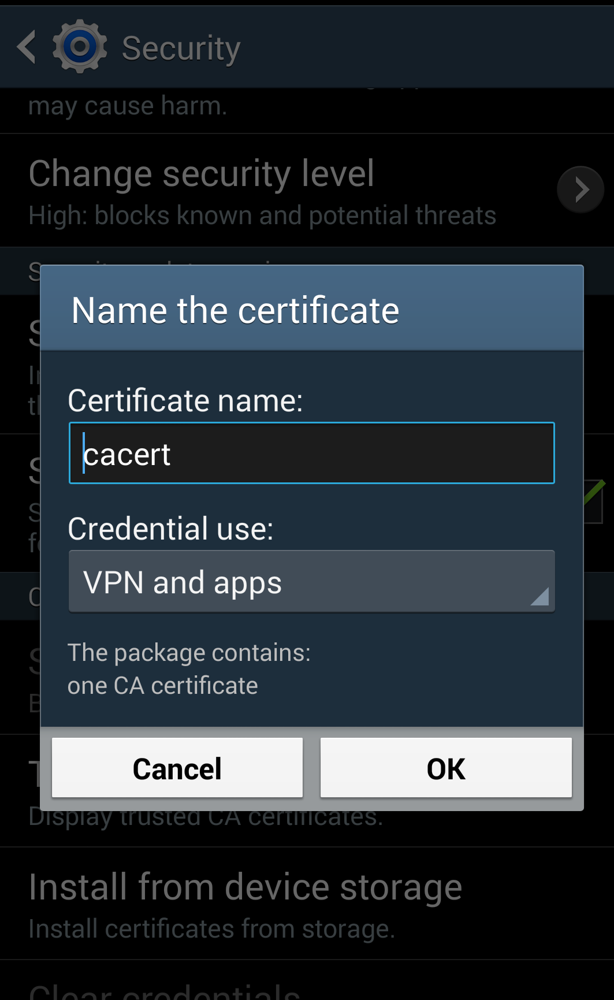 Security
may cause harm.
Change security level
High: blocks known and potential threats
Name the certificate
Certificate name:
cacert
Credential use:
VPN and apps
The package contains:
one CA certificate
Cancel
OK
Display trusted CA certificates.
Install from device storage
Install certificates from storage.
Clear credentials